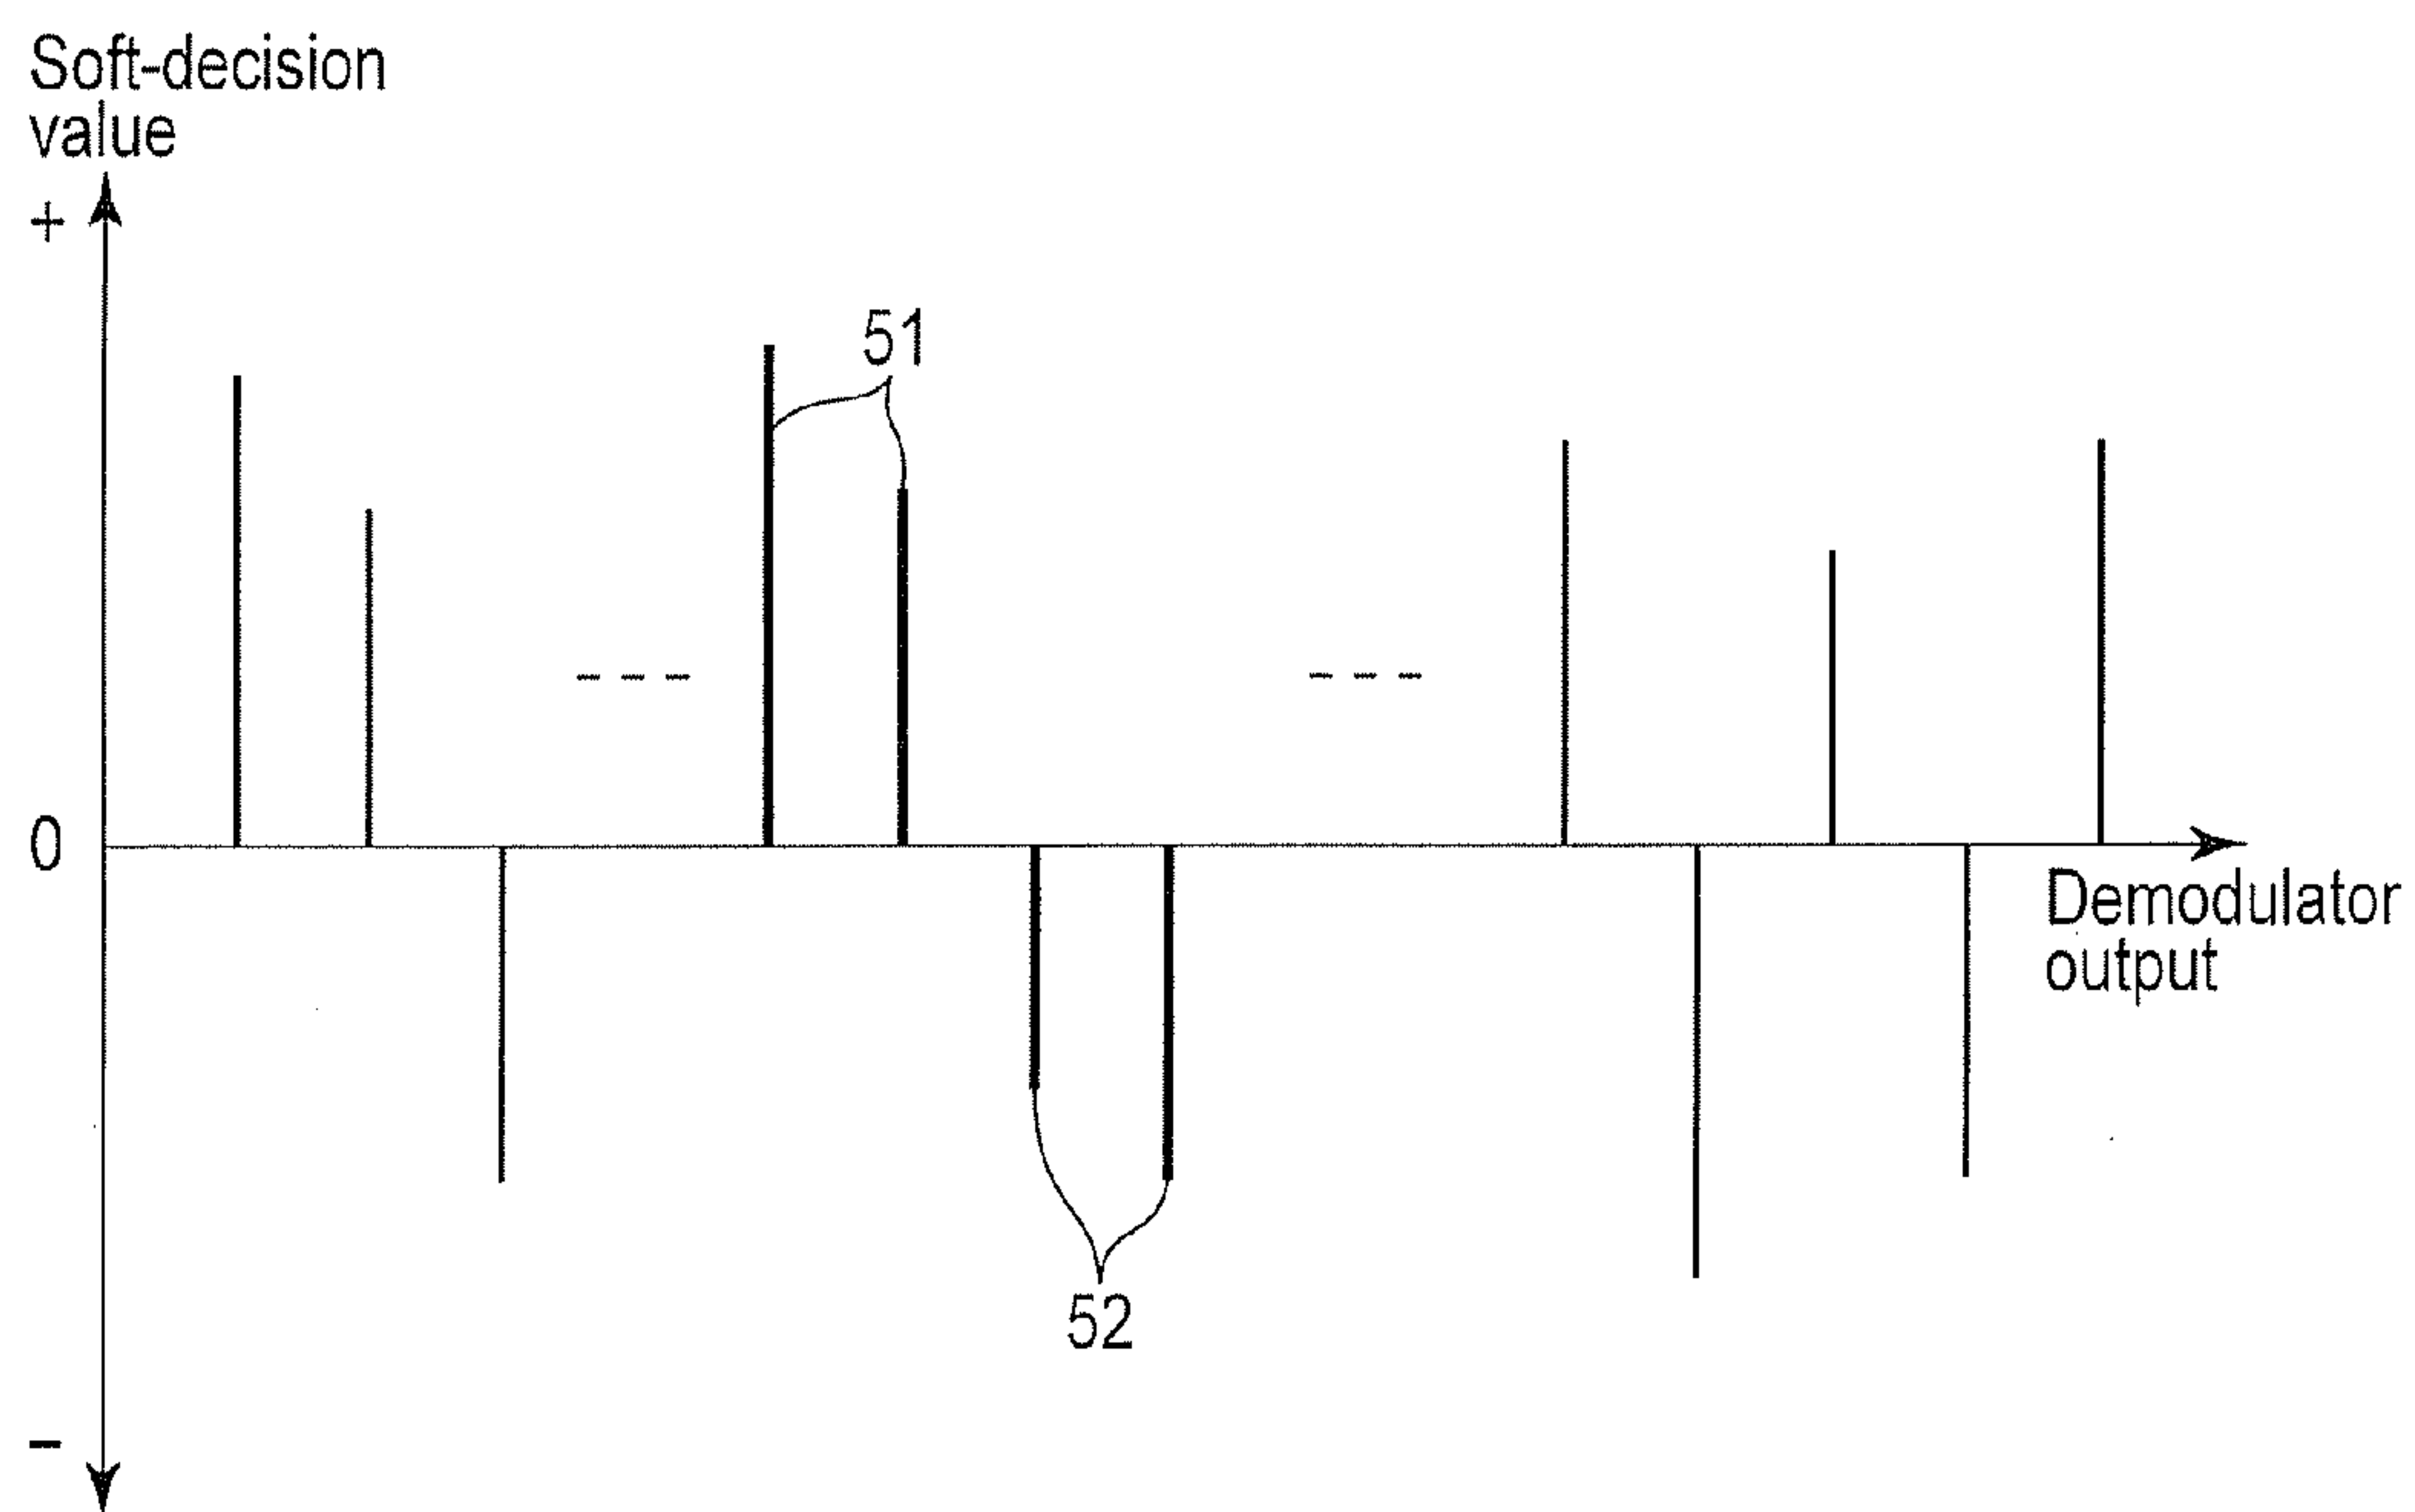 Soft-decision
value
+
51
0
Demodulator
output
52
-